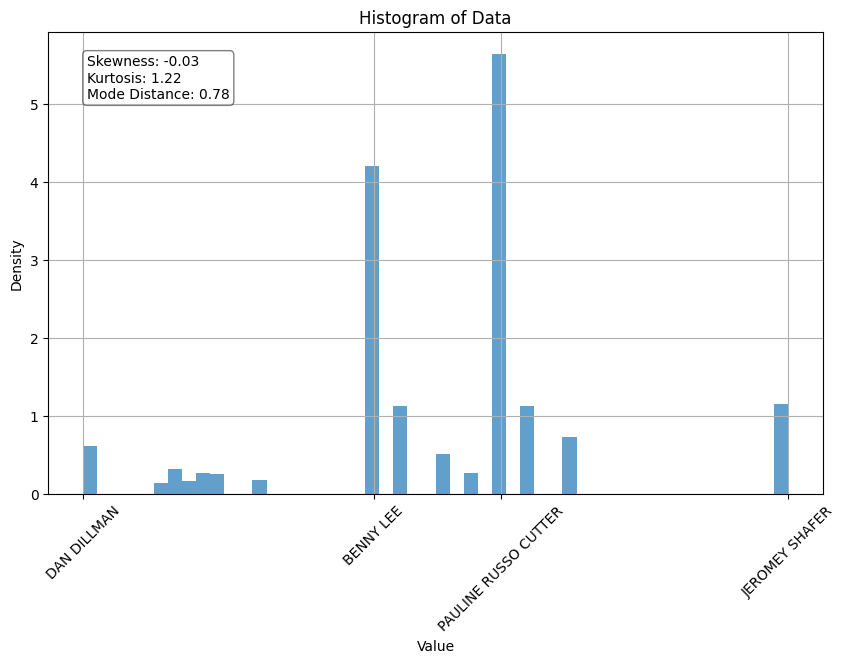 Histogram of Data
Skewness: -0.03
Kurtosis: 1.22
Mode Distance: 0.78
Density
5
4
3
2
1
0
DAN DILLMAN
BENNY LEE
PAULINE RUSSO CUTTER
JEROMEY SHAFER
Value